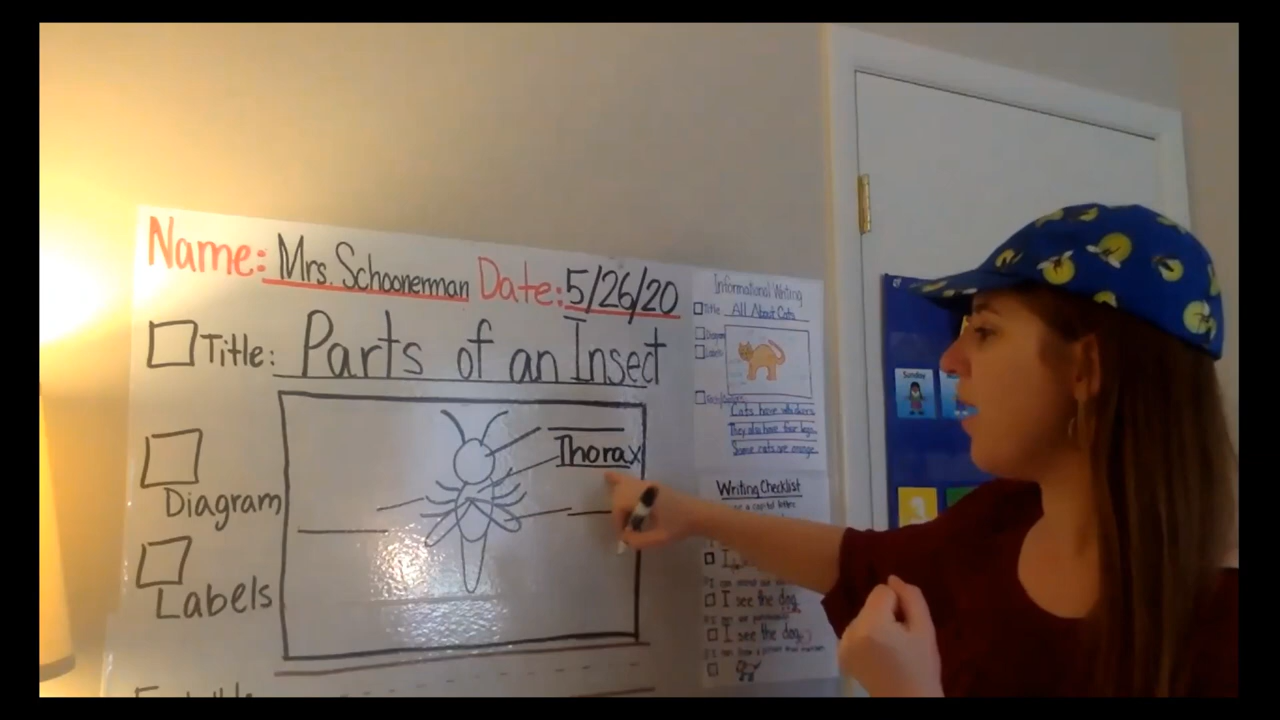 Name: Mrs. Schoonerman Date: 5/26/20
Title: Parts of an Insect
Thorax
Diagram
Labels
Informational Writing
Title All About Cats
Diagram
Labels
Cats have whiskers
They also have four legs.
Some cats are orange.
Writing Checklist
I see the dog
I see the dog.
Sunday